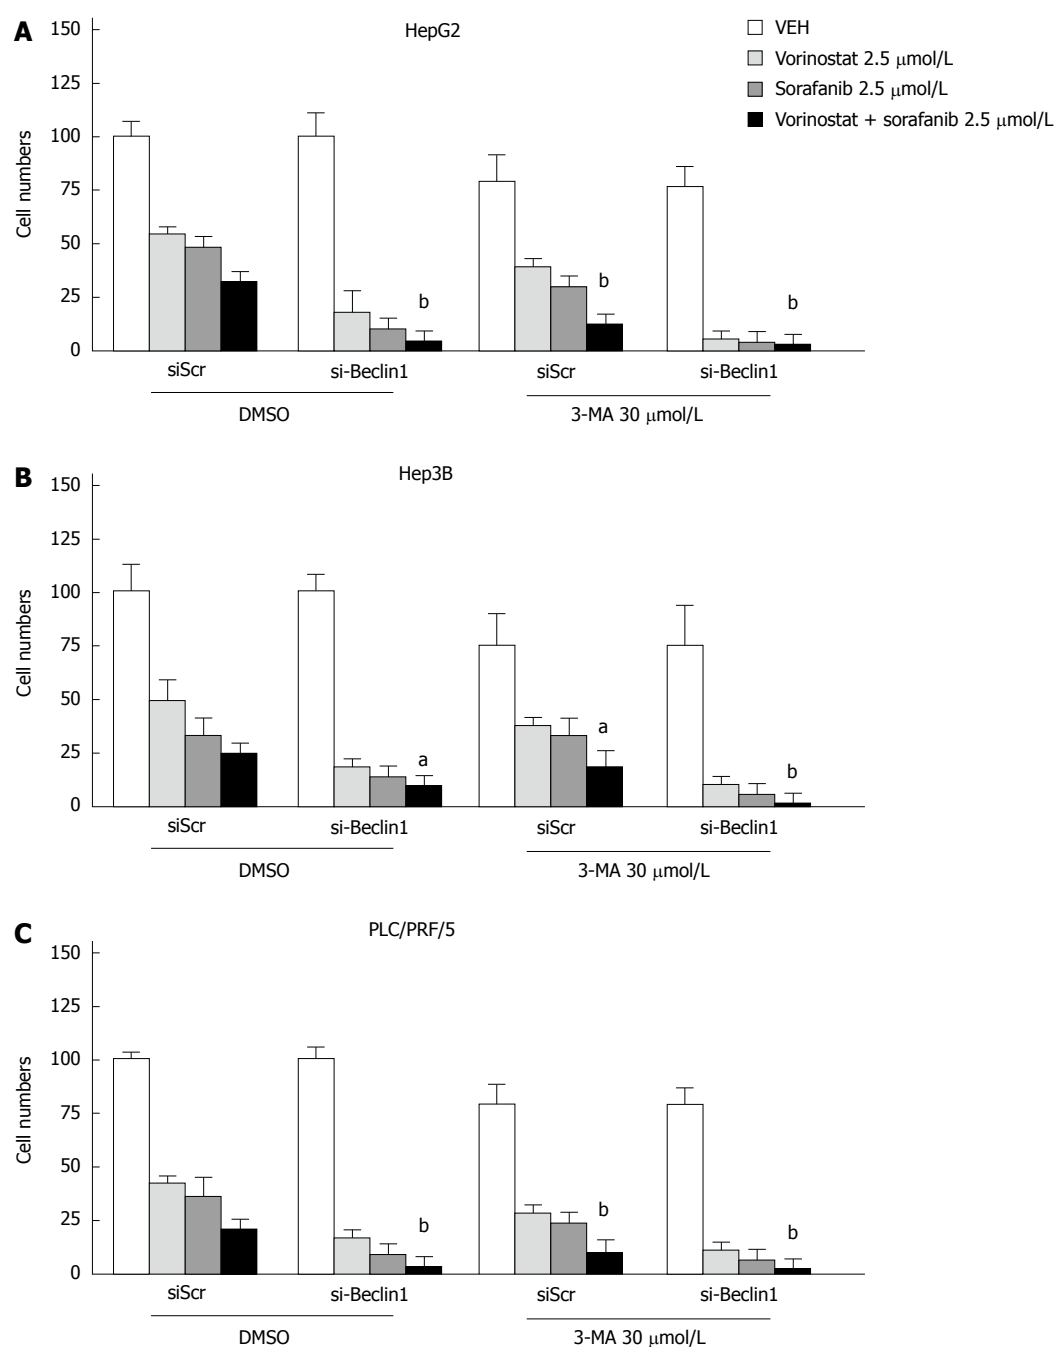 A
HepG2
VEH
Vorinostat 2.5 μmol/L
Sorafanib 2.5 μmol/L
Vorinostat + sorafanib 2.5 μmol/L
Cell numbers
150
125
100
75
50
25
0
b
b
b
siScr
si-Beclin1
siScr
si-Beclin1
DMSO
3-MA 30 μmol/L
B
Hep3B
Cell numbers
150
125
100
75
50
25
0
a
a
b
siScr
si-Beclin1
siScr
si-Beclin1
DMSO
3-MA 30 μmol/L
C
PLC/PRF/5
Cell numbers
150
125
100
75
50
25
0
b
b
b
siScr
si-Beclin1
siScr
si-Beclin1
DMSO
3-MA 30 μmol/L